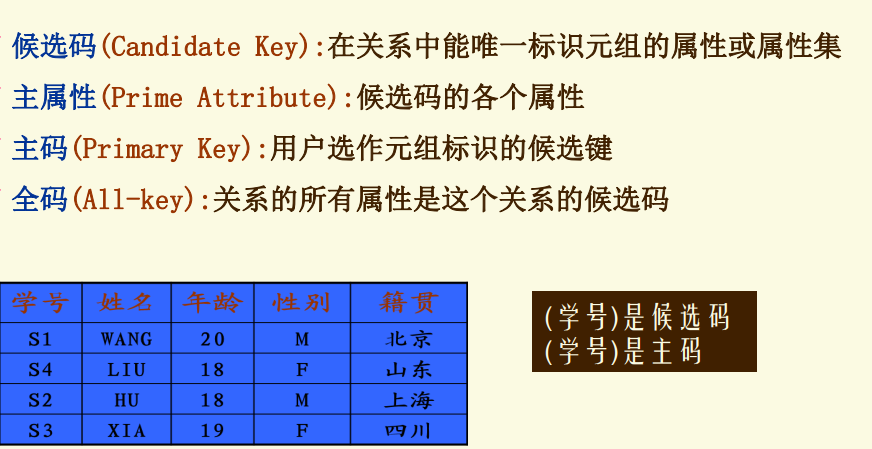 候选码(Candidate Key):在关系中能唯一标识元组的属性或属性集
主属性(Prime Attribute):候选码的各个属性
主码(Primary Key):用户选作元组标识的候选键
全码(All-key):关系的所有属性是这个关系的候选码
学号 姓名 年龄 性别 籍贯
S1 WANG 20 M 北京
S4 LIU 18 F 山东
S2 HU 18 M 上海
S3 XIA 19 F 四川
(学号)是候选码
(学号)是主码